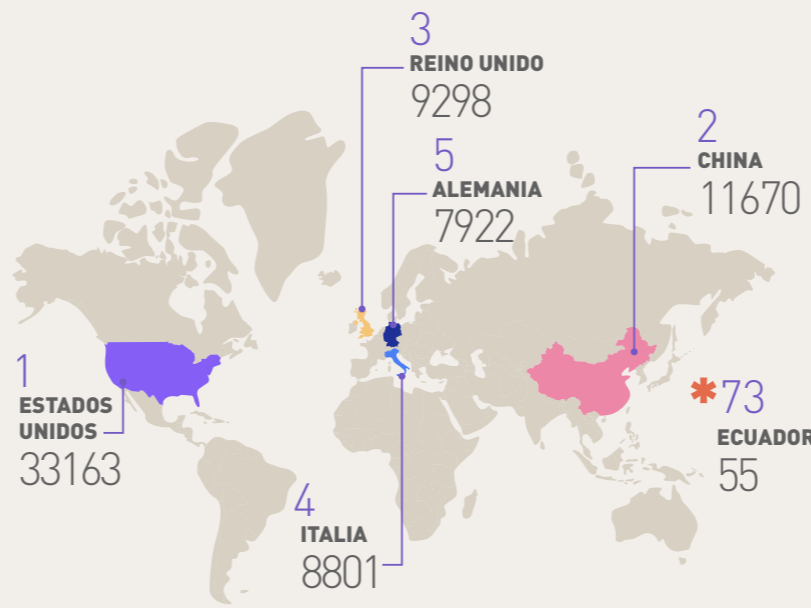 3
REINO UNIDO
9298
5
ALEMANIA
7922
2
CHINA
11670
1
ESTADOS
UNIDOS
33163
*73
ECUADOR
55
4
ITALIA
8801